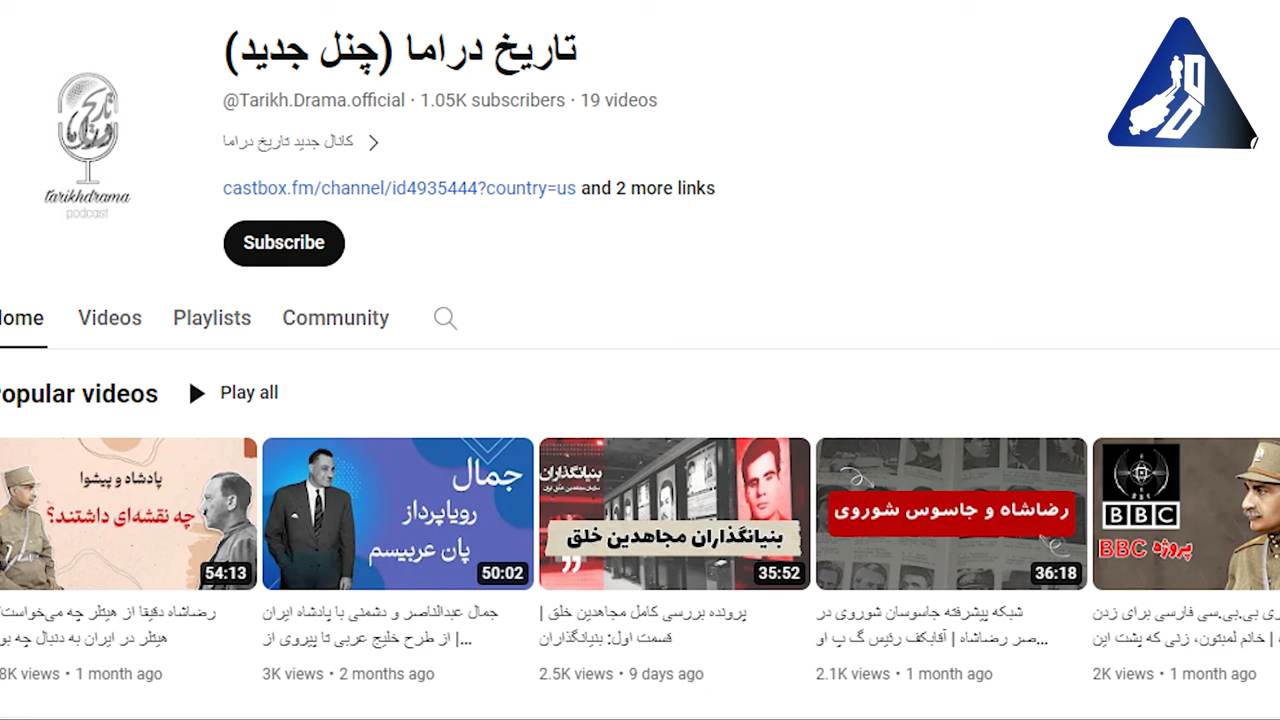 تاریخ دراما (چنل جدید)
@Tarikh.Drama.official · 1.05K subscribers · 19 videos
کانال جدید تاریخ دراما
castbox.fm/channel/id4935444?country=us and 2 more links
Subscribe
tarikhdrama
podcast
ome Videos Playlists Community
opular videos Play all
پادشاه و پیشوا
چه نقشه‌ای داشتند؟
54:13
جمال
رویاپرداز
پان عربیسم
50:02
بنیانگذاران
سازمان مجاهدین خلق ایران
بنیانگذاران مجاهدین خلق
35:52
رضاشاه و جاسوس شوروی
36:18
BBC
پروژه BBC
رضاشاه دقیقا از هیتلر چه می‌خواست؟
هیتلر در ایران به دنبال چه بو
8K views • 1 month ago
جمال عبدالناصر و دشمنی با پادشاه ایران
| از طرح خلیج عربی تا پیروی از...
3K views • 2 months ago
پرونده بررسی کامل مجاهدین خلق |
قسمت اول: بنیانگذاران
2.5K views • 9 days ago
شبکه پیشرفته جاسوسان شوروی در
صر رضاشاه | آقابکف رئیس گ پ او...
2.1K views • 1 month ago
ی بی.بی.سی فارسی برای زدن
| خانم لمبتون، زنی که پشت این
2K views • 1 month ago